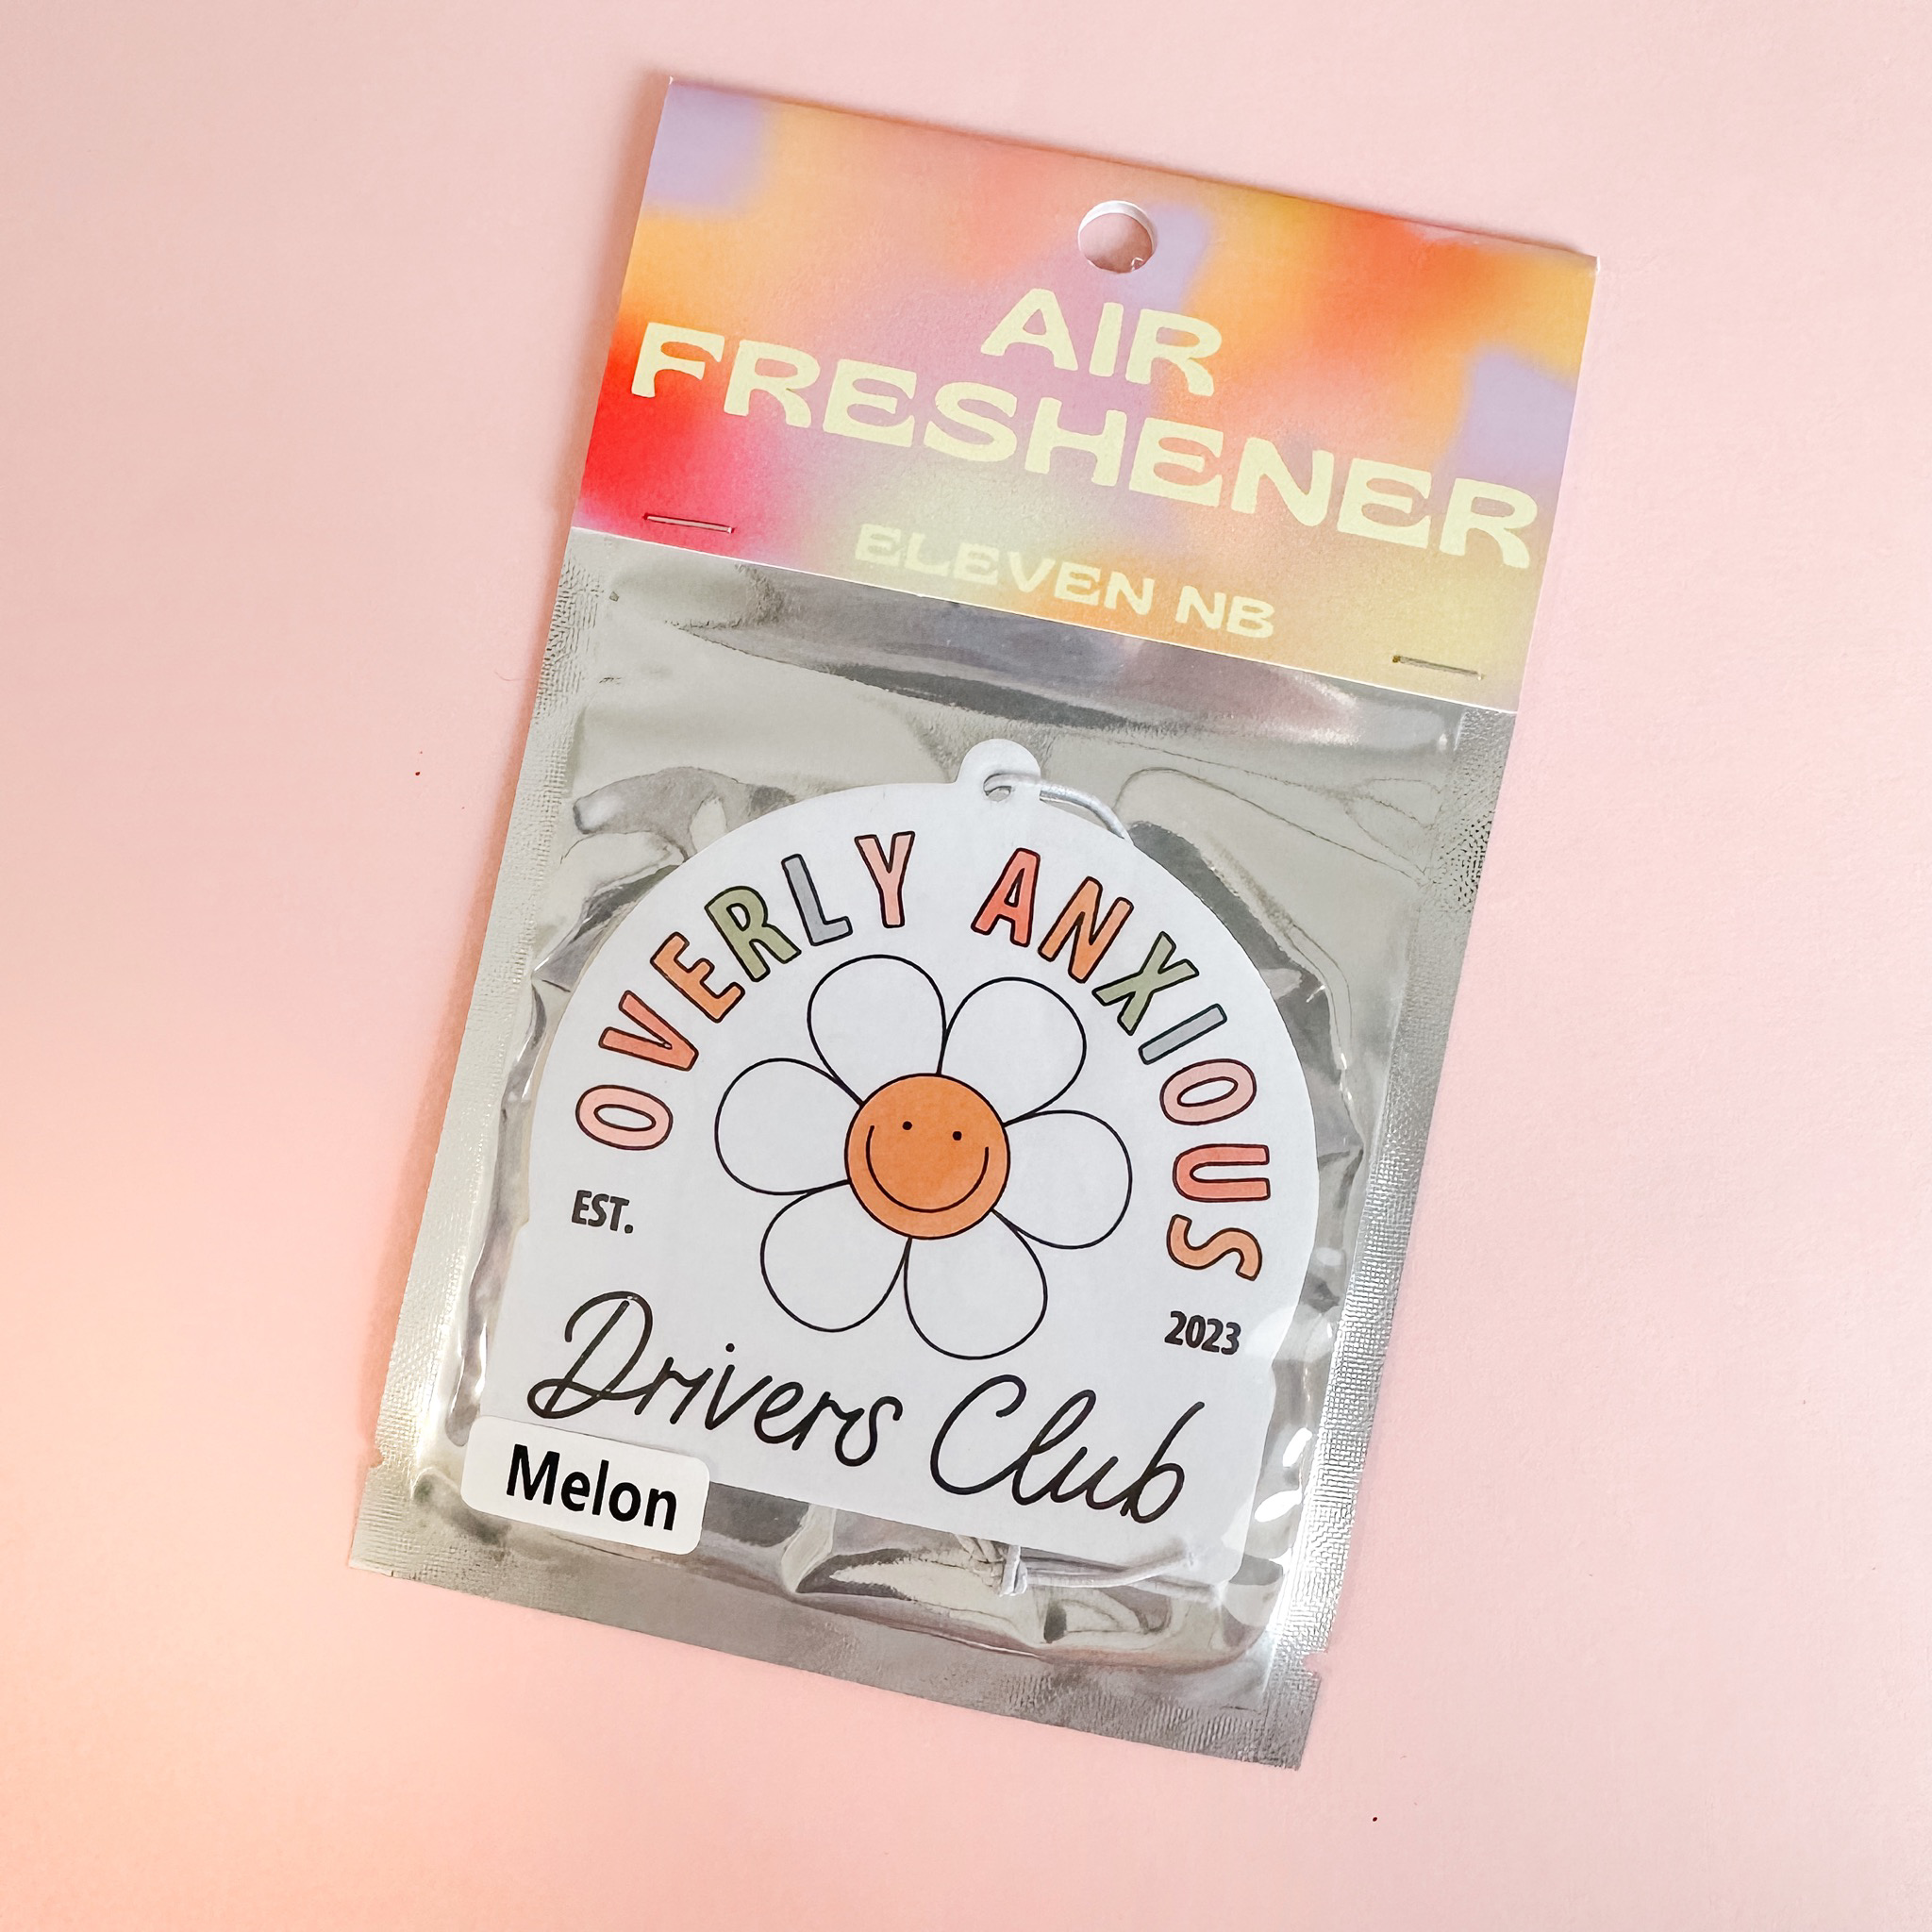 AIR
FRESHENER
ELEVEN NB
OVERLY ANXIOUS
EST.
2023
Drivers Club
Melon